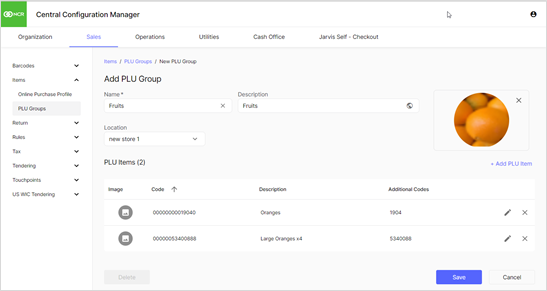 NCR
Central Configuration Manager
Organization
Sales
Operations
Utilities
Cash Office
Jarvis Self - Checkout
Barcodes
Items
Online Purchase Profile
PLU Groups
Return
Rules
Tax
Tendering
Touchpoints
US WIC Tendering
Items / PLU Groups / New PLU Group
Add PLU Group
Name *
Fruits
Description
Fruits
Location
new store 1
PLU Items (2)
+ Add PLU Item
Image Code Description Additional Codes
00000000019040 Oranges 1904
00000053400888 Large Oranges x4 5340088
Delete
Save
Cancel